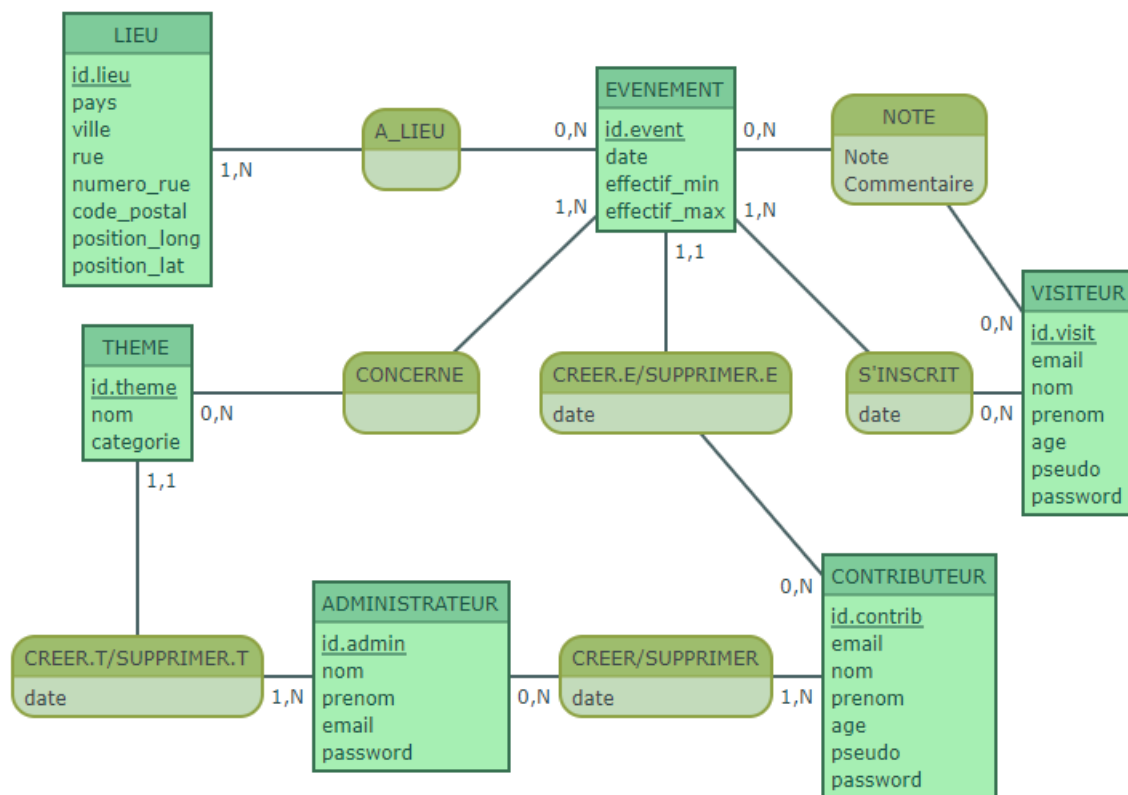 LIEU
id.lieu
pays
ville
rue
numero_rue
code_postal
position_long
position_lat
1,N
A_LIEU
0,N
EVENEMENT
id.event
date
effectif_min
effectif_max
0,N
NOTE
Note
Commentaire
1,N
1,1
1,N
0,N
VISITEUR
id.visit
email
nom
prenom
age
pseudo
password
THEME
id.theme
nom
categorie
0,N
CONCERNE
CREER.E/SUPPRIMER.E
date
S'INSCRIT
date
0,N
1,1
0,N
CREER.T/SUPPRIMER.T
date
1,N
ADMINISTRATEUR
id.admin
nom
prenom
email
password
0,N
CREER/SUPPRIMER
date
1,N
CONTRIBUTEUR
id.contrib
email
nom
prenom
age
pseudo
password